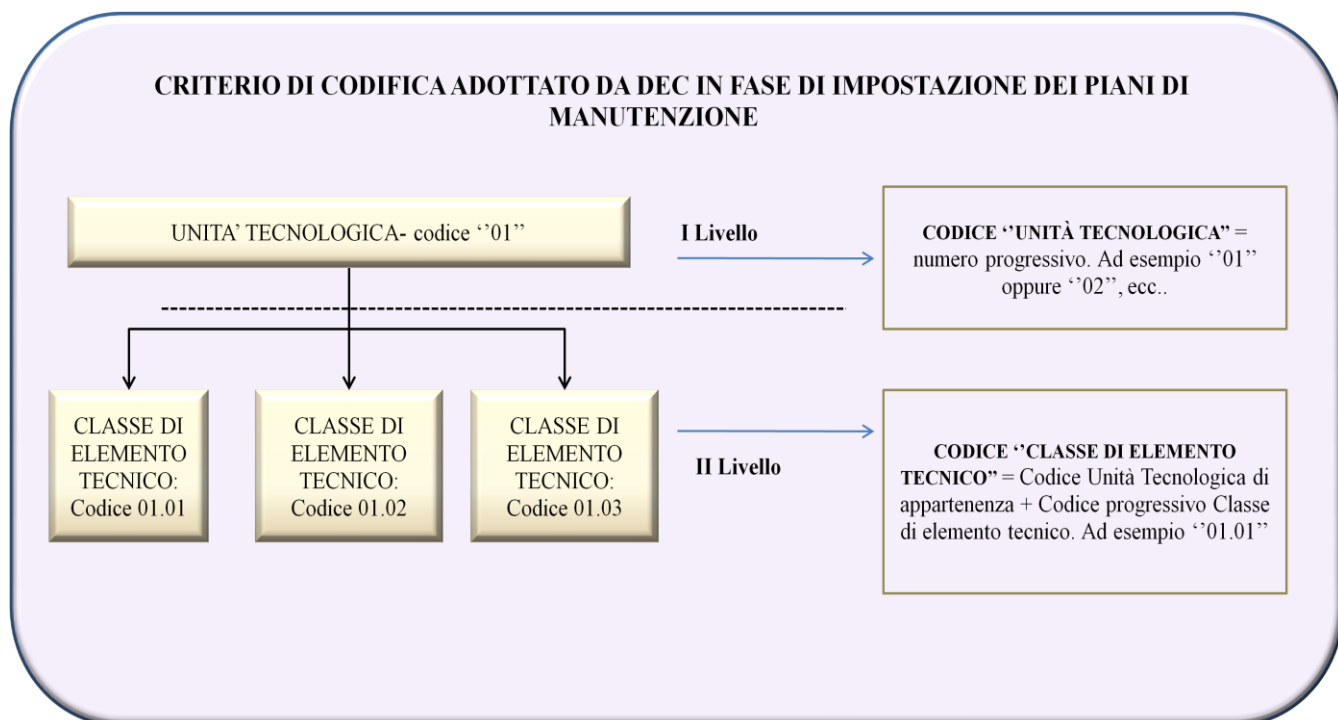 CRITERIO DI CODIFICA ADOTTATO DA DEC IN FASE DI IMPOSTAZIONE DEI PIANI DI
MANUTENZIONE
UNITA’ TECNOLOGICA- codice ‘’01’’
I Livello
CODICE ‘’UNITÀ TECNOLOGICA’’ =
numero progressivo. Ad esempio ‘’01’’
oppure ‘’02’’, ecc..
CLASSE DI
ELEMENTO
TECNICO:
Codice 01.01
CLASSE DI
ELEMENTO
TECNICO:
Codice 01.02
CLASSE DI
ELEMENTO
TECNICO:
Codice 01.03
II Livello
CODICE ‘’CLASSE DI ELEMENTO
TECNICO’’ = Codice Unità Tecnologica di
appartenenza + Codice progressivo Classe
di elemento tecnico. Ad esempio ‘’01.01’’